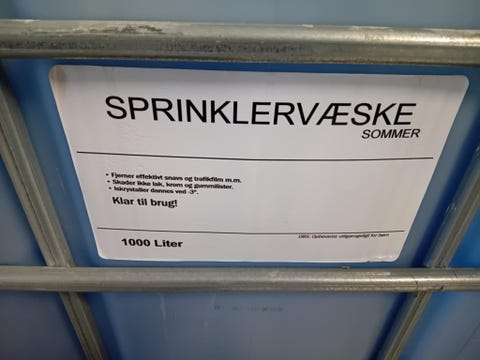 SPRINKLERVÆSKE
SOMMER
• Fjerner effektivt snavs og trafikfilm m.m.
• Skader ikke lak, krom og gummilister.
• Iskrystaller dannes ved -3°.
Klar til brug!
1000 Liter
OBS: Opbevares utilgængeligt for børn